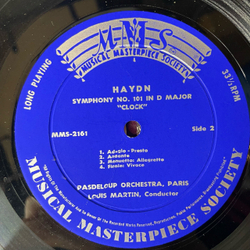 MMS
MUSICAL MASTERPIECE SOCIETY
LONG PLAYING
33⅓ RPM
HAYDN
SYMPHONY NO. 101 IN D MAJOR
"CLOCK"
MMS-2161
Side 2
1. Adagio - Presto
2. Andante
3. Menuetto: Allegretto
4. Finale: Vivace
PASDELOUP ORCHESTRA, PARIS
LOUIS MARTIN, Conductor
MUSICAL MASTERPIECE SOCIETY